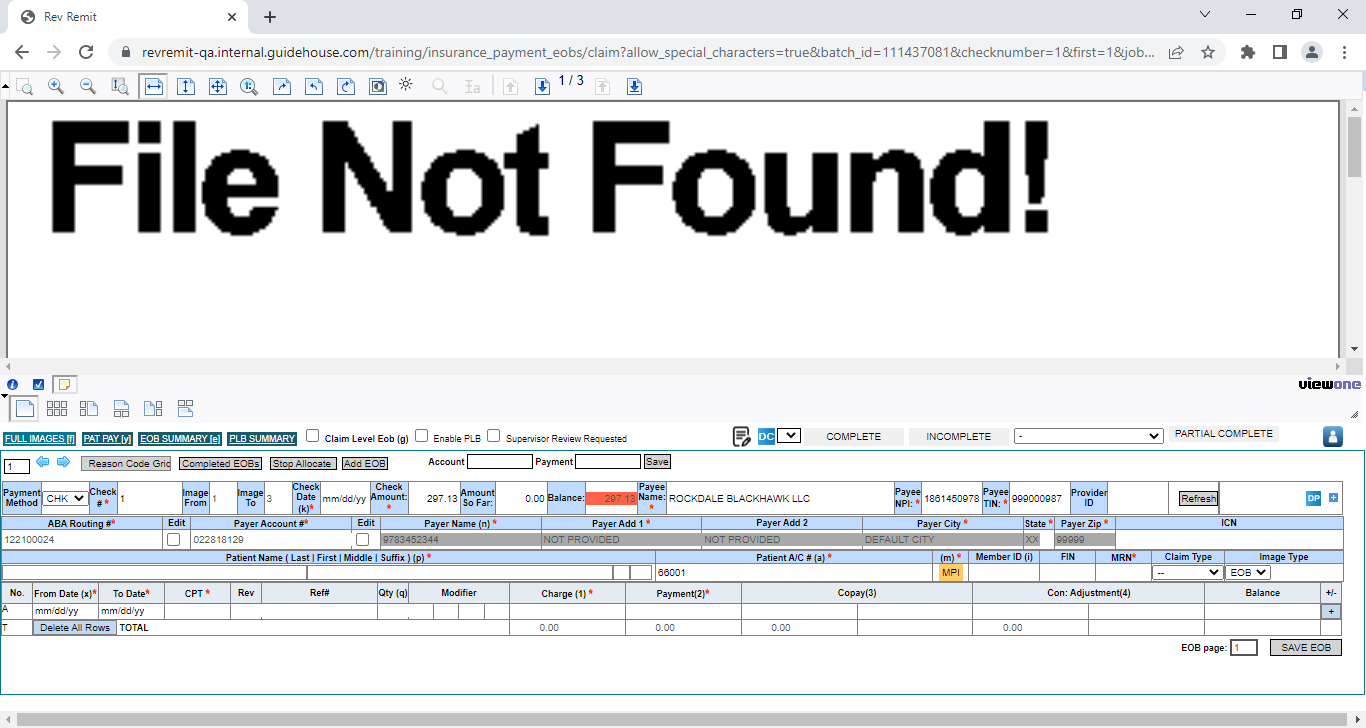 Rev Remit
revremit-qa.internal.guidehouse.com/training/insurance_payment_eobs/claim?allow_special_characters=true&batch_id=111437081&checknumber=1&first=1&job...
1 / 3
File Not Found!
viewone
FULL IMAGES [f] PAT PAY [y] EOB SUMMARY [e] PLB SUMMARY Claim Level Eob (g) Enable PLB Supervisor Review Requested DC COMPLETE INCOMPLETE - PARTIAL COMPLETE
1 Reason Code Grid Completed EOBs Stop Allocate Add EOB Account Payment Save
Payment Method CHK Check # * 1 Image From 1 Image To 3 Check Date (k)* mm/dd/yy Check Amount: * 297.13 Amount So Far: 0.00 Balance: 297.13 Payee Name: * ROCKDALE BLACKHAWK LLC Payee NPI: * 1861450978 Payee TIN: * 999000987 Provider ID Refresh DP
ABA Routing #* Edit Payer Account #* Edit Payer Name (n) * Payer Add 1 * Payer Add 2 Payer City * State * Payer Zip * ICN
122100024 022818129 9783452344 NOT PROVIDED NOT PROVIDED DEFAULT CITY XX 99999
Patient Name ( Last | First | Middle | Suffix ) (p) * Patient A/C # (a) * (m) * Member ID (i) FIN MRN* Claim Type Image Type
66001 MPI -- EOB
No. From Date (x)* To Date* CPT * Rev Ref# Qty (q) Modifier Charge (1) * Payment(2)* Copay(3) Con: Adjustment(4) Balance +/-
A mm/dd/yy mm/dd/yy +
T Delete All Rows TOTAL 0.00 0.00 0.00 0.00
EOB page: 1 SAVE EOB